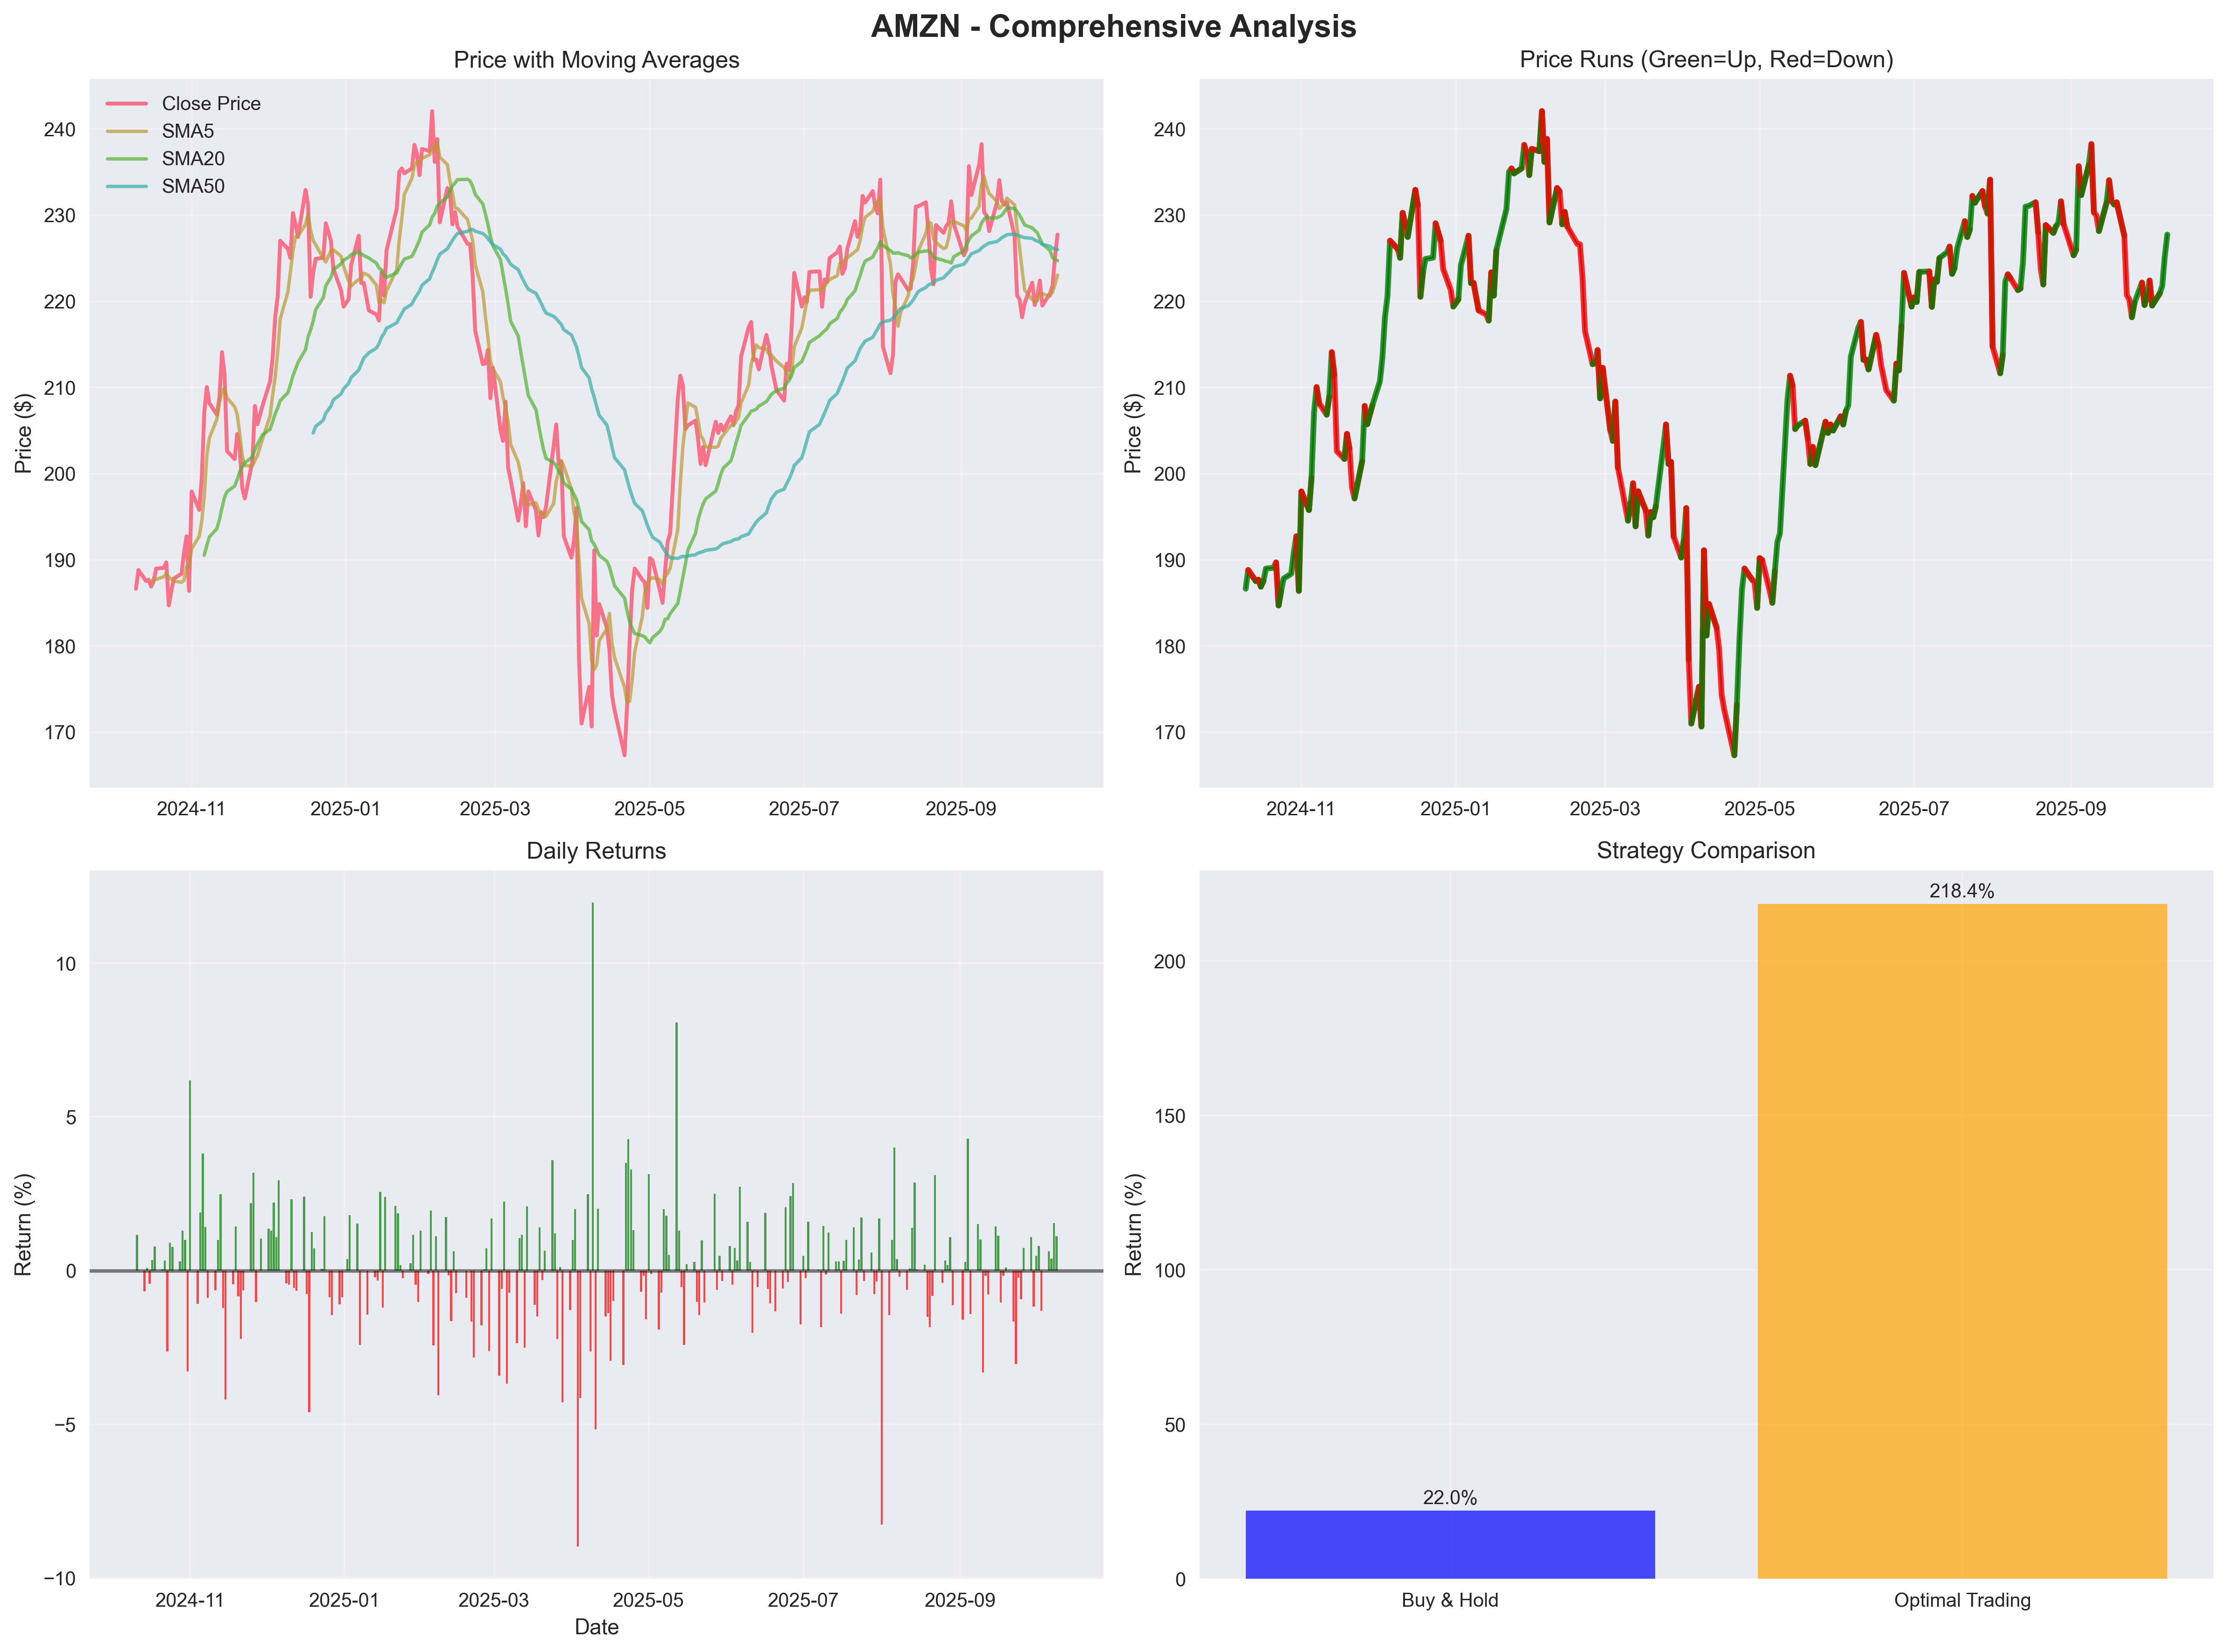 AMZN - Comprehensive Analysis
Price with Moving Averages
Close Price
SMA5
SMA20
SMA50
Price ($)
240
230
220
210
200
190
180
170
2024-11 2025-01 2025-03 2025-05 2025-07 2025-09
Price Runs (Green=Up, Red=Down)
Price ($)
240
230
220
210
200
190
180
170
2024-11 2025-01 2025-03 2025-05 2025-07 2025-09
Daily Returns
Return (%)
10
5
0
−5
−10
2024-11 2025-01 2025-03 2025-05 2025-07 2025-09
Date
Strategy Comparison
Return (%)
200
150
100
50
0
218.4%
22.0%
Buy & Hold Optimal Trading